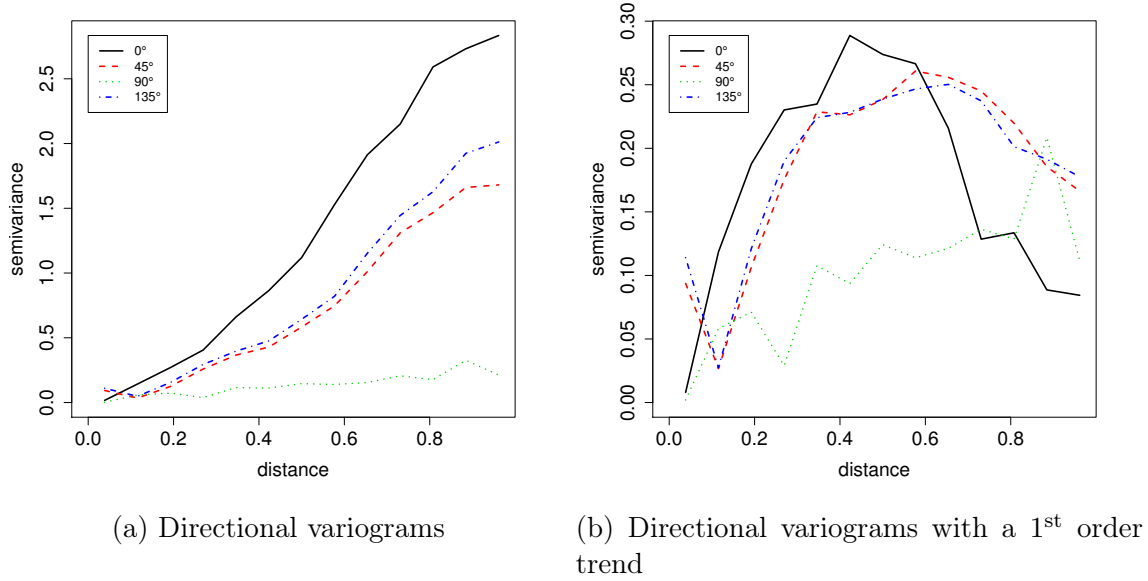 0°
45°
90°
135°
semivariance
0.0 0.5 1.0 1.5 2.0 2.5
0.0 0.2 0.4 0.6 0.8
distance
(a) Directional variograms
0°
45°
90°
135°
semivariance
0.00 0.05 0.10 0.15 0.20 0.25 0.30
0.0 0.2 0.4 0.6 0.8
distance
(b) Directional variograms with a 1st order
trend